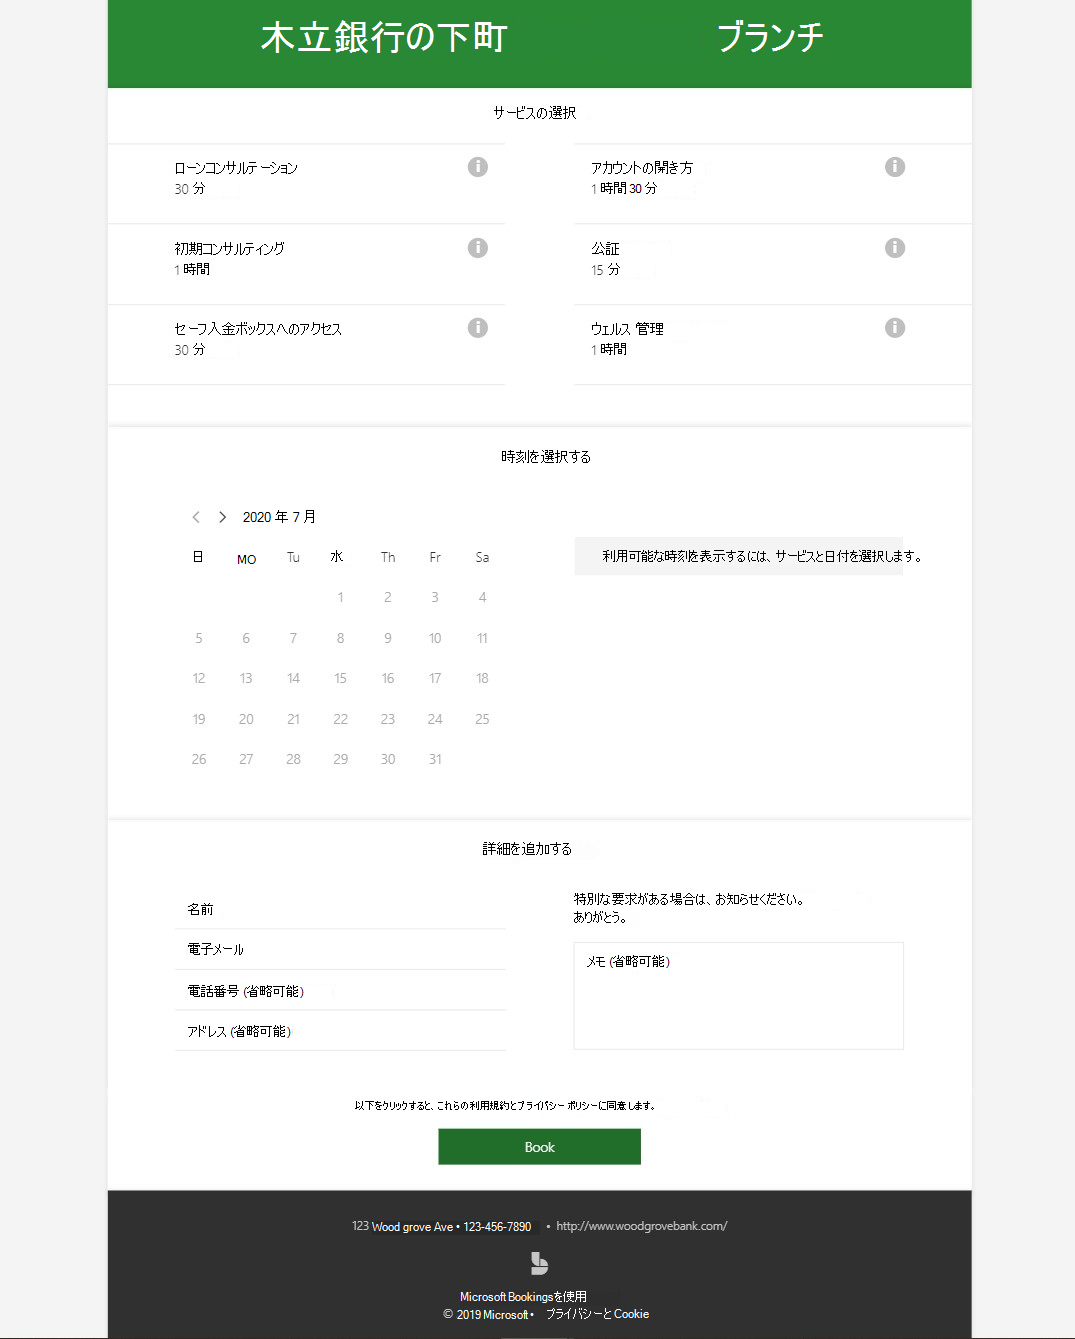 木立銀行の下町 ブランチ
サービスの選択
ローンコンサルテーション
30 分
アカウントの開き方
1 時間 30 分
初期コンサルティング
1 時間
公証
15 分
セーフ入金ボックスへのアクセス
30 分
ウェルス 管理
1 時間
時刻を選択する
2020 年 7 月
日 MO Tu 水 Th Fr Sa
1 2 3 4
5 6 7 8 9 10 11
12 13 14 15 16 17 18
19 20 21 22 23 24 25
26 27 28 29 30 31
利用可能な時刻を表示するには、サービスと日付を選択します。
詳細を追加する
名前
電子メール
電話番号 (省略可能)
アドレス (省略可能)
特別な要求がある場合は、お知らせください。
ありがとう。
メモ (省略可能)
以下をクリックすると、これらの利用規約とプライバシー ポリシーに同意します。
Book
123 Wood grove Ave • 123-456-7890 • http://www.woodgrovebank.com/
Microsoft Bookingsを使用
© 2019 Microsoft • プライバシーと Cookie